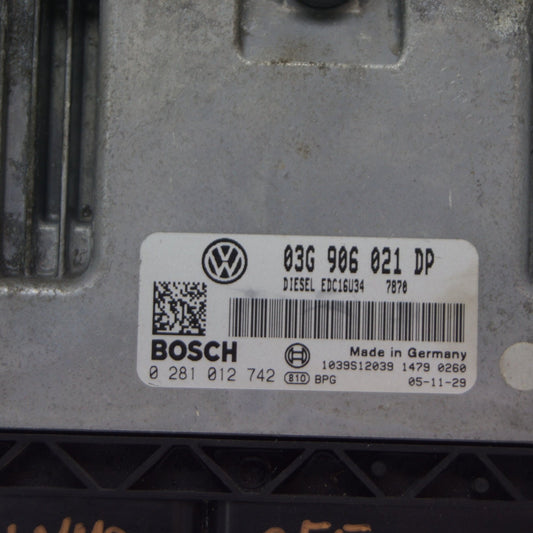 03G 906 021 DP
DIESEL EDC16U34 7870
BOSCH
Made in Germany
1039S12039 1479 0260
0 281 012 742 810 BPG 05-11-29